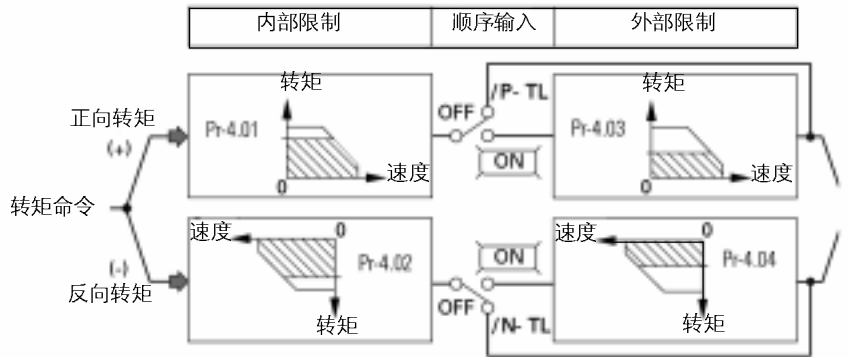 内部限制 顺序输入 外部限制
转矩 /P- TL 转矩
正向转矩 OFF
(+) Pr-4.01 Pr-4.03
ON
0 速度 0 速度
转矩命令
速度 0 速度 0
(-) ON
Pr-4.02 Pr-4.04
反向转矩 OFF
转矩 /N- TL 转矩